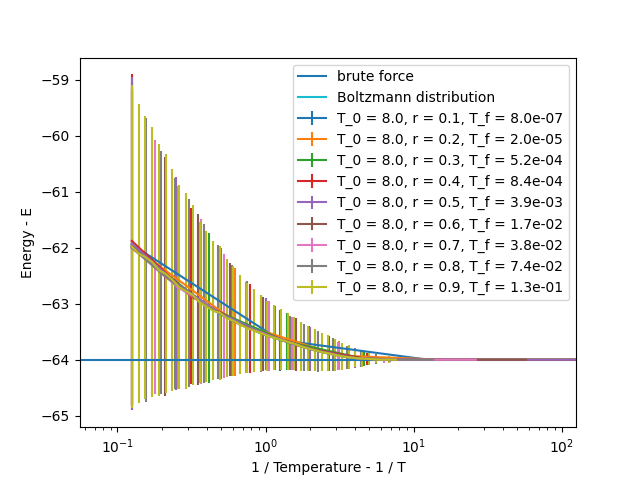 −59
−60
−61
−62
−63
−64
−65
Energy - E
brute force
Boltzmann distribution
T_0 = 8.0, r = 0.1, T_f = 8.0e-07
T_0 = 8.0, r = 0.2, T_f = 2.0e-05
T_0 = 8.0, r = 0.3, T_f = 5.2e-04
T_0 = 8.0, r = 0.4, T_f = 8.4e-04
T_0 = 8.0, r = 0.5, T_f = 3.9e-03
T_0 = 8.0, r = 0.6, T_f = 1.7e-02
T_0 = 8.0, r = 0.7, T_f = 3.8e-02
T_0 = 8.0, r = 0.8, T_f = 7.4e-02
T_0 = 8.0, r = 0.9, T_f = 1.3e-01
10⁻¹ 10⁰ 10¹ 10²
1 / Temperature - 1 / T